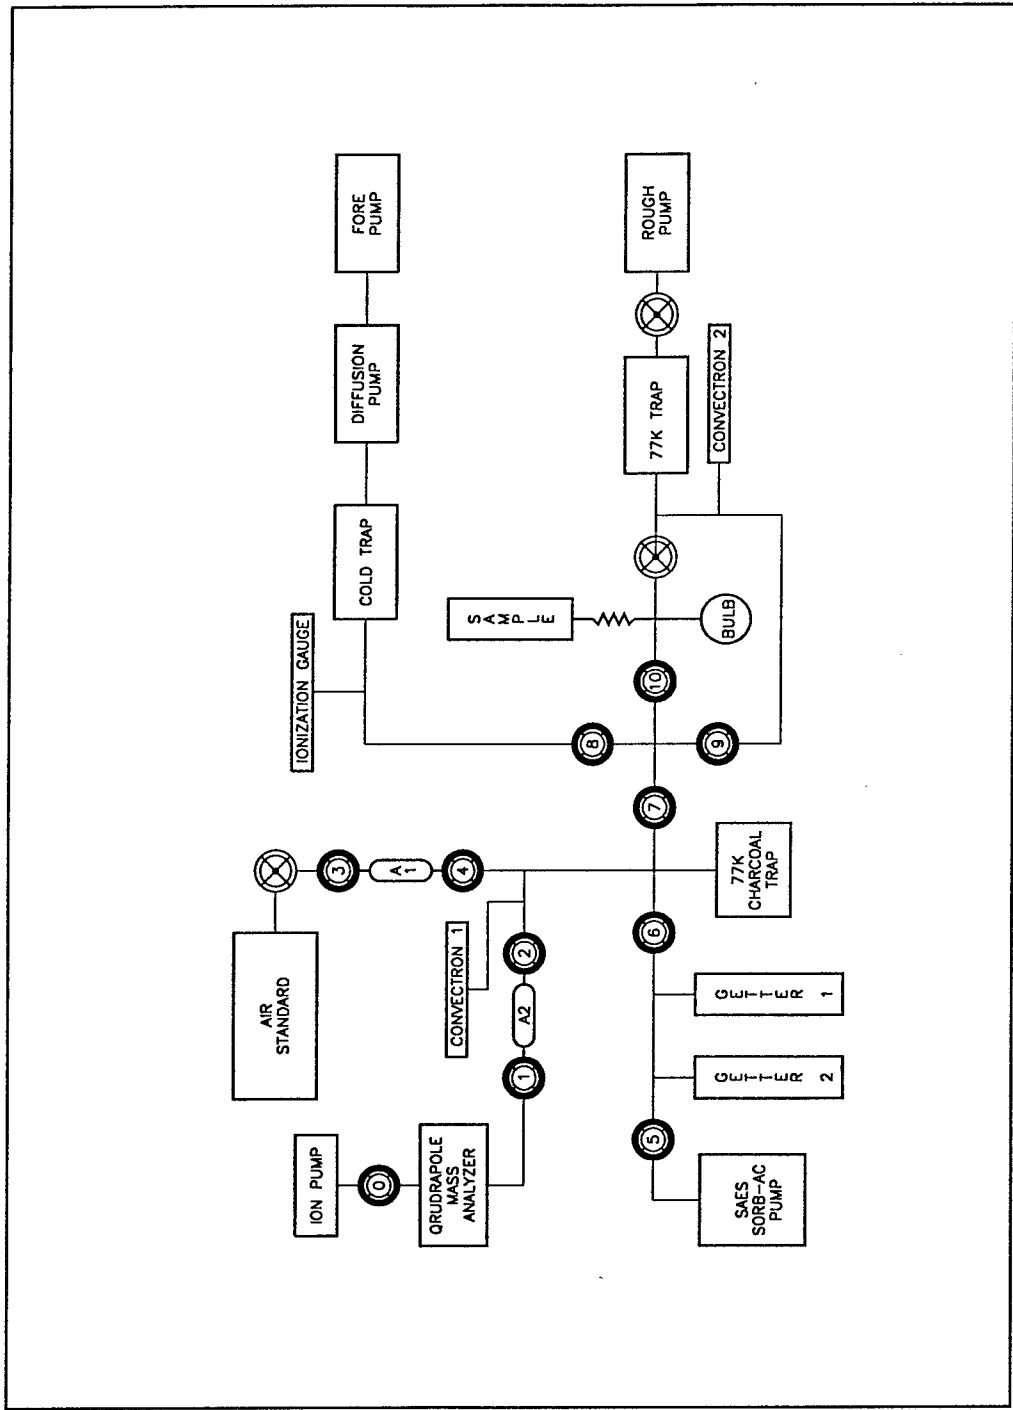 FORE
PUMP
ROUGH
PUMP
DIFFUSION
PUMP
77K TRAP
CONVECTRON 2
COLD TRAP
SAMPLE
BULB
IONIZATION GAUGE
10
8
9
7
3
A
1
4
77K
CHARCOAL
TRAP
AIR
STANDARD
CONVECTRON 1
2
A2
1
6
GETTER 1
GETTER 2
ION PUMP
0
QRUDRAPOLE
MASS
ANALYZER
5
SAES
SORB-AC
PUMP